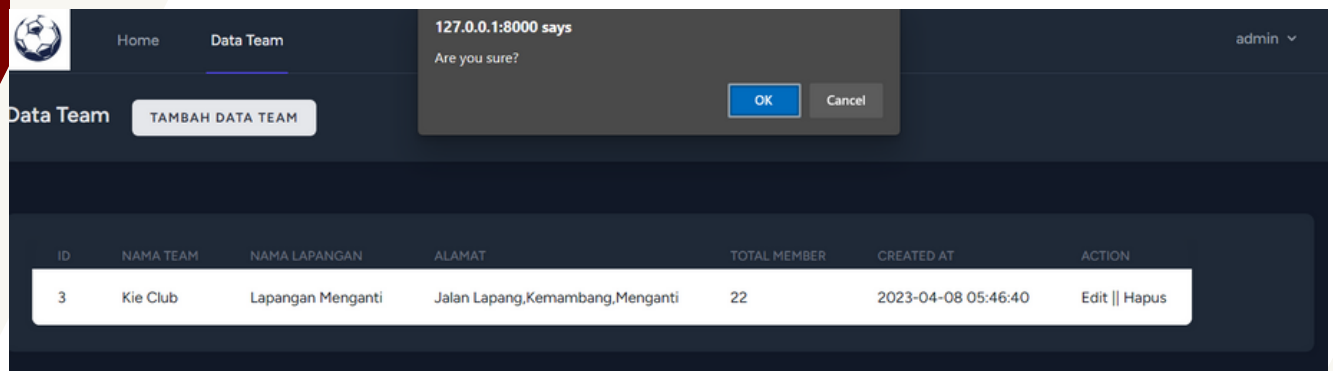 127.0.0.1:8000 says
Are you sure?
OK Cancel
Home Data Team admin
Data Team TAMBAH DATA TEAM
ID NAMA TEAM NAMA LAPANGAN ALAMAT TOTAL MEMBER CREATED AT ACTION
3 Kie Club Lapangan Menganti Jalan Lapang,Kemambang,Menganti 22 2023-04-08 05:46:40 Edit || Hapus